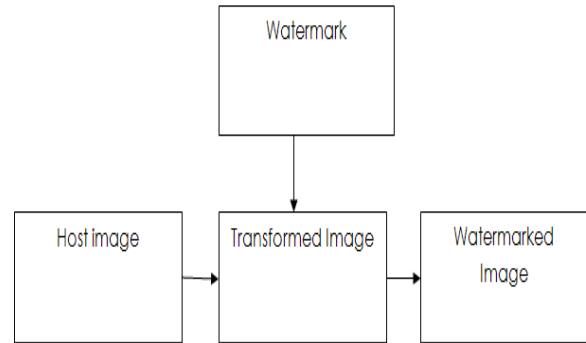 Watermark
Host image
Transformed Image
Watermarked
Image